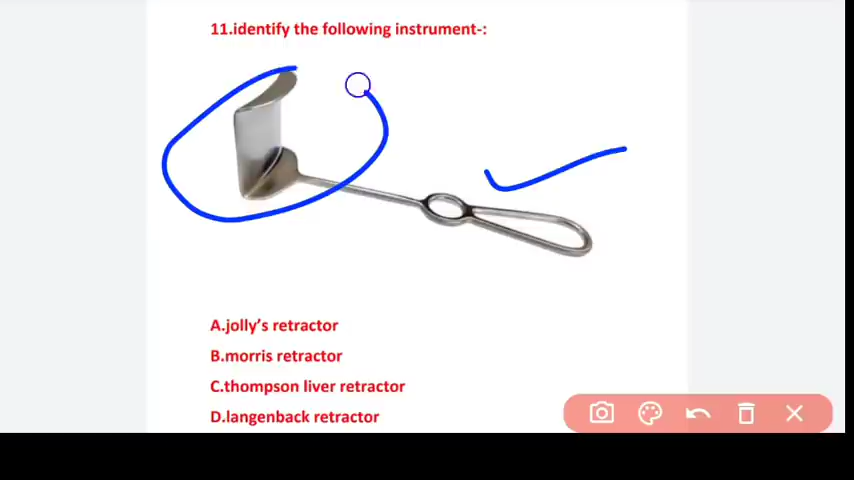 11.identify the following instrument-:
A.jolly's retractor
B.morris retractor
C.thompson liver retractor
D.langenback retractor